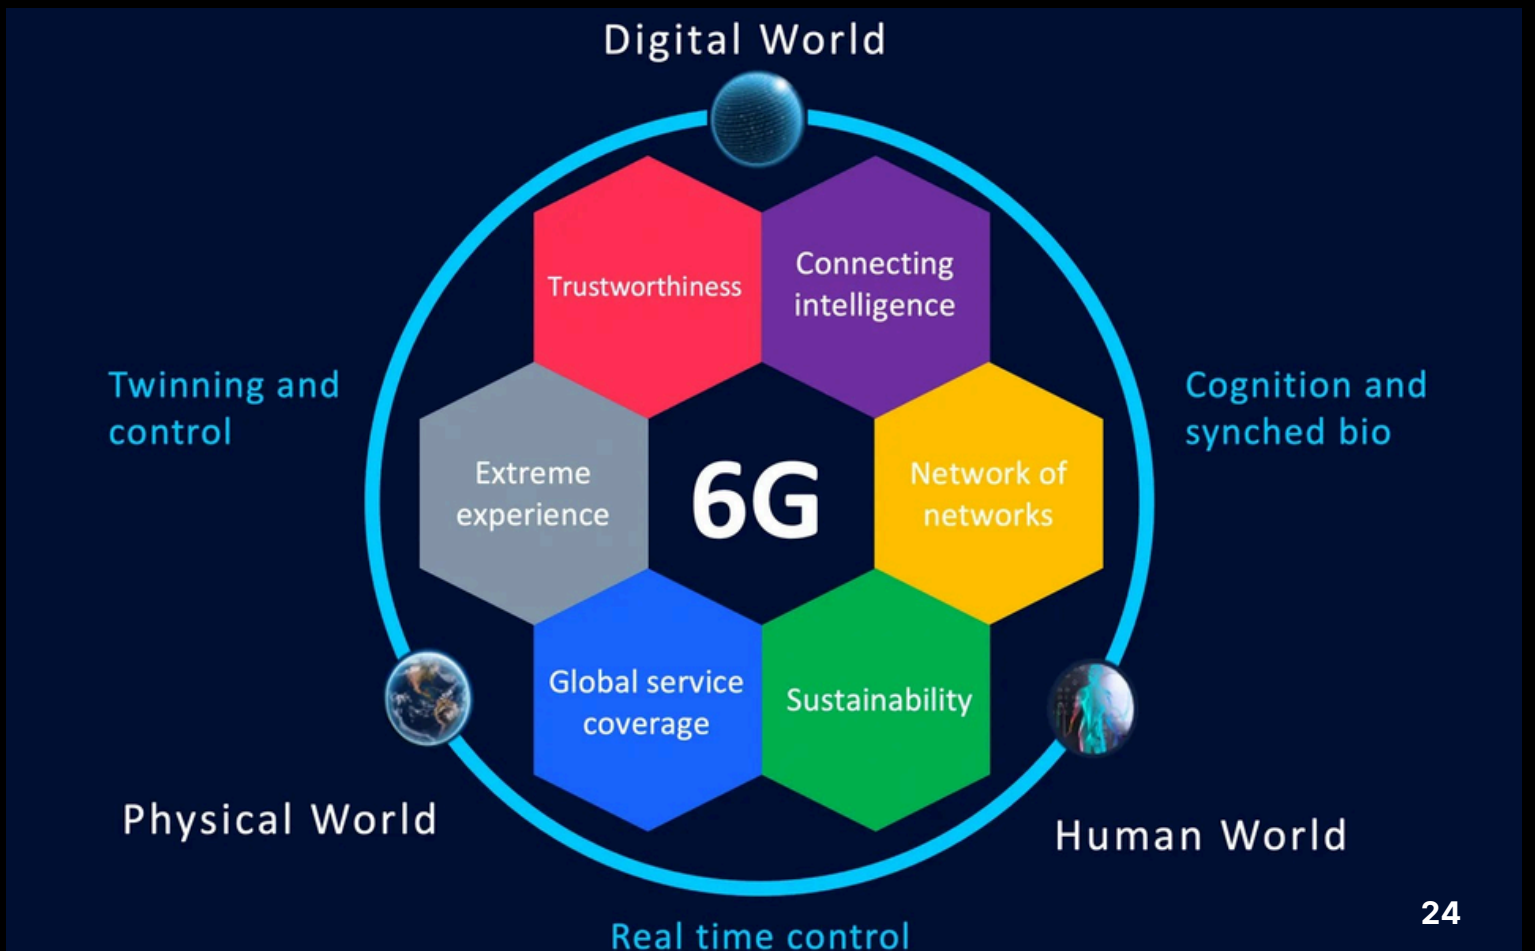 Digital World
Trustworthiness
Connecting
intelligence
Twinning and
control
Cognition and
synched bio
Extreme
experience
6G
Network of
networks
Global service
coverage
Sustainability
Physical World
Human World
24
Real time control